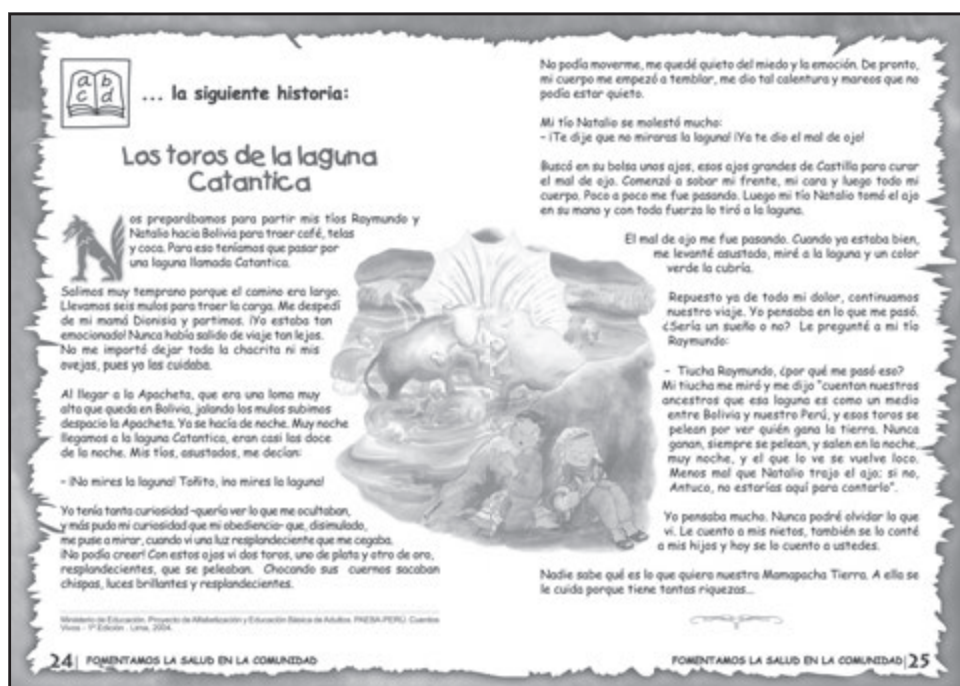 a b
c d
... la siguiente historia:
Los toros de la laguna
Catantica
Nos preparábamos para partir mis tíos Raymundo y
Natalio hacia Bolivia para traer café, telas
y coca. Para eso teníamos que pasar por
una laguna llamada Catantica.
Salimos muy temprano porque el camino era largo.
Llevamos seis mulos para traer la carga. Me despedí
de mi mamá Dionisia y partimos. ¡Yo estaba tan
emocionado! Nunca había salido de viaje tan lejos.
No me importó dejar toda la chacrita ni mis
ovejas, pues yo las cuidaba.
Al llegar a la Apacheta, que era una loma muy
alta que queda en Bolivia, jalando los mulos subimos
despacio la Apacheta. Ya se hacía de noche. Muy noche
llegamos a la laguna Catantica, eran casi las doce
de la noche. Mis tíos, asustados, me decían:
- ¡No mires la laguna! Toñito, ¡no mires la laguna!
Yo tenía tanta curiosidad -quería ver lo que me ocultaban,
y más pudo mi curiosidad que mi obediencia- que, disimulado,
me puse a mirar, cuando vi una luz resplandeciente que me cegaba.
¡No podía creer! Con estos ojos vi dos toros, uno de plata y otro de oro,
resplandecientes, que se peleaban. Chocando sus cuernos sacaban
chispas, luces brillantes y resplandecientes.
Ministerio de Educación. Proyecto de Alfabetización y Educación Básica de Adultos. PAEBA-PERÚ. Cuentos
Vivos - 1ª Edición . Lima, 2004.
24| FOMENTAMOS LA SALUD EN LA COMUNIDAD
No podía moverme, me quedé quieto del miedo y la emoción. De pronto,
mi cuerpo me empezó a temblar, me dio tal calentura y mareos que no
podía estar quieto.
Mi tío Natalio se molestó mucho:
- ¡Te dije que no miraras la laguna! ¡Ya te dio el mal de ojo!
Buscó en su bolsa unos ajos, esos ajos grandes de Castilla para curar
el mal de ojo. Comenzó a sobar mi frente, mi cara y luego todo mi
cuerpo. Poco a poco me fue pasando. Luego mi tío Natalio tomó el ajo
en su mano y con toda fuerza lo tiró a la laguna.
El mal de ojo me fue pasando. Cuando ya estaba bien,
me levanté asustado, miré a la laguna y un color
verde la cubría.
Repuesto ya de todo mi dolor, continuamos
nuestro viaje. Yo pensaba en lo que me pasó.
¿Sería un sueño o no? Le pregunté a mi tío
Raymundo:
- Tiucha Raymundo, ¿por qué me pasó eso?
Mi tiucha me miró y me dijo "cuentan nuestros
ancestros que esa laguna es como un medio
entre Bolivia y nuestro Perú, y esos toros se
pelean por ver quién gana la tierra. Nunca
ganan, siempre se pelean, y salen en la noche,
muy noche, y el que lo ve se vuelve loco.
Menos mal que Natalio trajo el ajo; si no,
Antuco, no estarías aquí para contarlo".
Yo pensaba mucho. Nunca podré olvidar lo que
vi. Le cuento a mis nietos, también se lo conté
a mis hijos y hoy se lo cuento a ustedes.
Nadie sabe qué es lo que quiera nuestra Mamapacha Tierra. A ella se
le cuida porque tiene tantas riquezas...
FOMENTAMOS LA SALUD EN LA COMUNIDAD|25